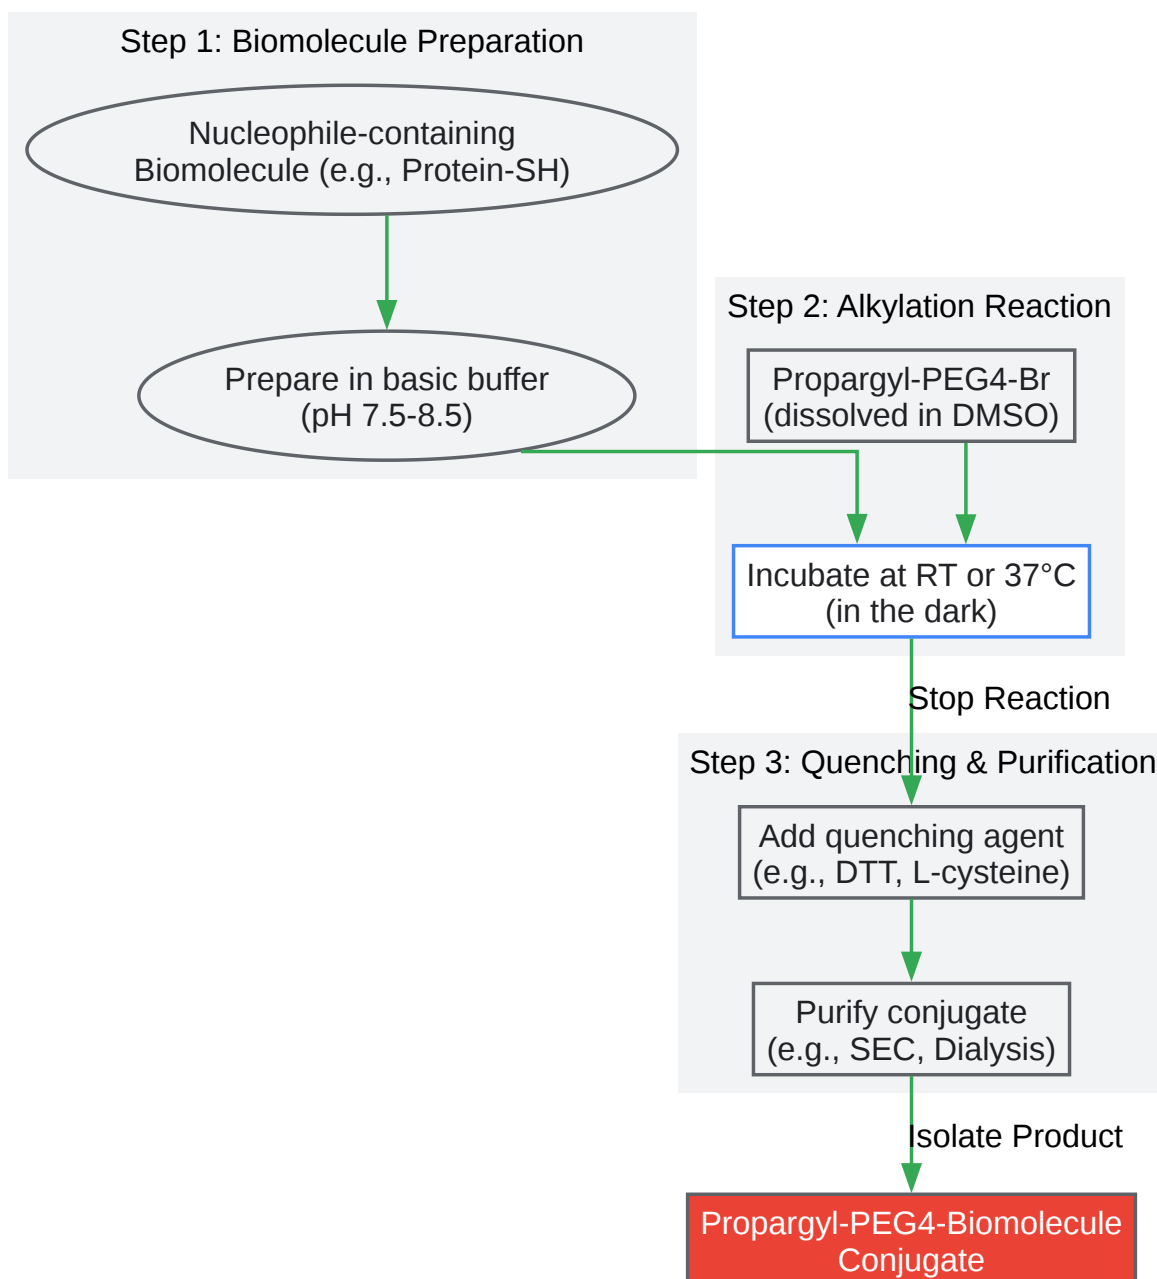 Step 1: Biomolecule Preparation
Nucleophile-containing
Biomolecule (e.g., Protein-SH)
Prepare in basic buffer
(pH 7.5-8.5)
Step 2: Alkylation Reaction
Propargyl-PEG4-Br
(dissolved in DMSO)
Incubate at RT or 37°C
(in the dark)
Stop Reaction
Step 3: Quenching & Purification
Add quenching agent
(e.g., DTT, L-cysteine)
Purify conjugate
(e.g., SEC, Dialysis)
Isolate Product
Propargyl-PEG4-Biomolecule
Conjugate